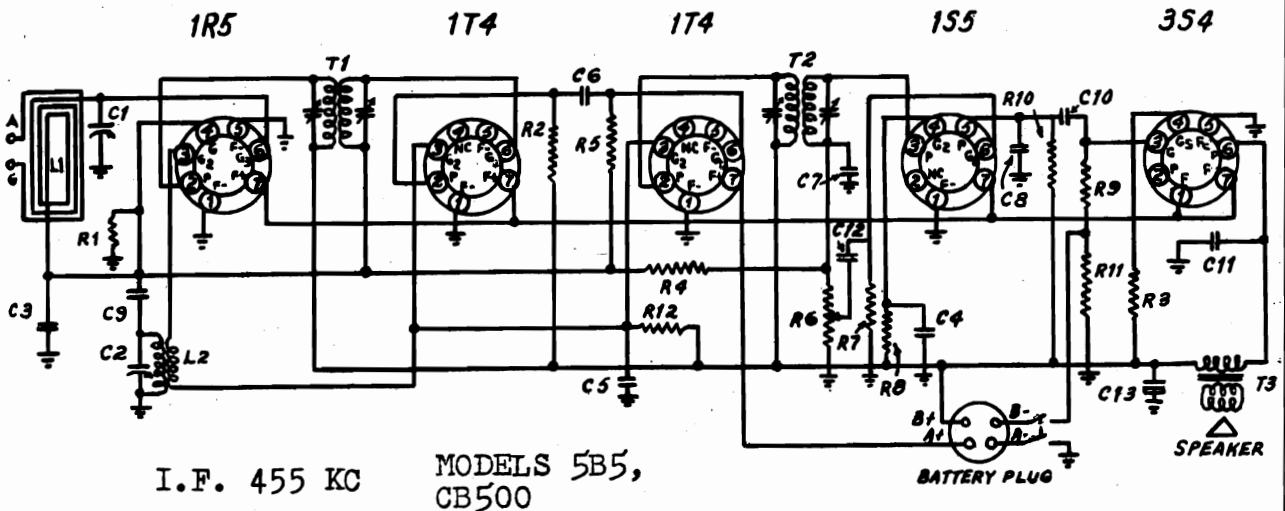 1R5 1T4 1T4 1S5 3S4
T1 T2
C6 C10
R10
A C1 R2 R5 R9
L1
G C7 C8
R1 C12 C11
R4 R11
C3 C9 R12 R6 R7 C4 R3
C2 L2 R8
C5 C13 T3
B+ B-
A+ A-
SPEAKER
BATTERY PLUG
I.F. 455 KC
MODELS 5B5,
CB500